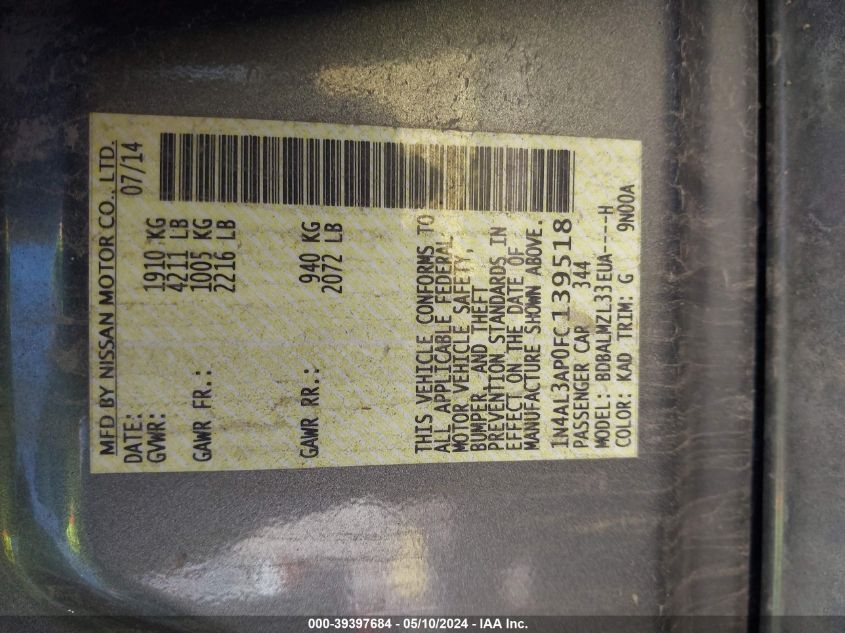 MFD BY NISSAN MOTOR CO., LTD.
DATE: 07/14
GVWR: 1910 KG
4211 LB
GAWR FR.: 1005 KG
2216 LB
GAWR RR.: 940 KG
2072 LB
THIS VEHICLE CONFORMS TO
ALL APPLICABLE FEDERAL
MOTOR VEHICLE SAFETY,
BUMPER, AND THEFT
PREVENTION STANDARDS IN
EFFECT ON THE DATE OF
MANUFACTURE SHOWN ABOVE.
1N4AL3AP0FC139518
PASSENGER CAR 344
MODEL: BDBALMZL33EUA----H
COLOR: KAD TRIM: G 9N00A
000-39397684 - 05/10/2024 - IAA Inc.